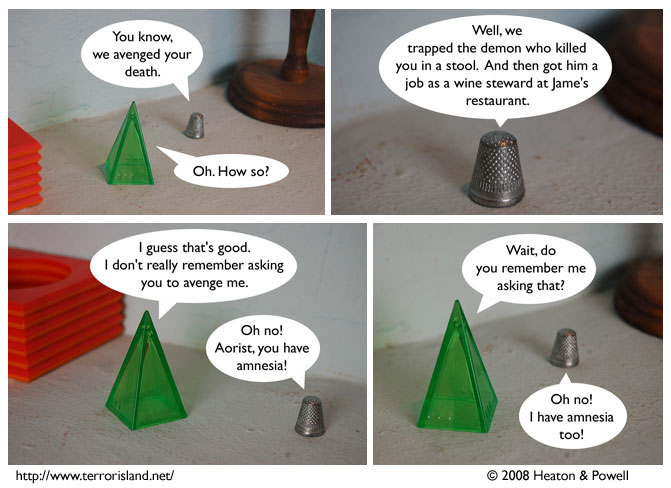 You know,
we avenged your
death.
Oh. How so?
Well, we
trapped the demon who killed
you in a stool. And then got him a
job as a wine steward at Jame's
restaurant.
I guess that's good.
I don't really remember asking
you to avenge me.
Oh no!
Aorist, you have
amnesia!
Wait, do
you remember me
asking that?
Oh no!
I have amnesia
too!
http://www.terrorisland.net/
© 2008 Heaton & Powell